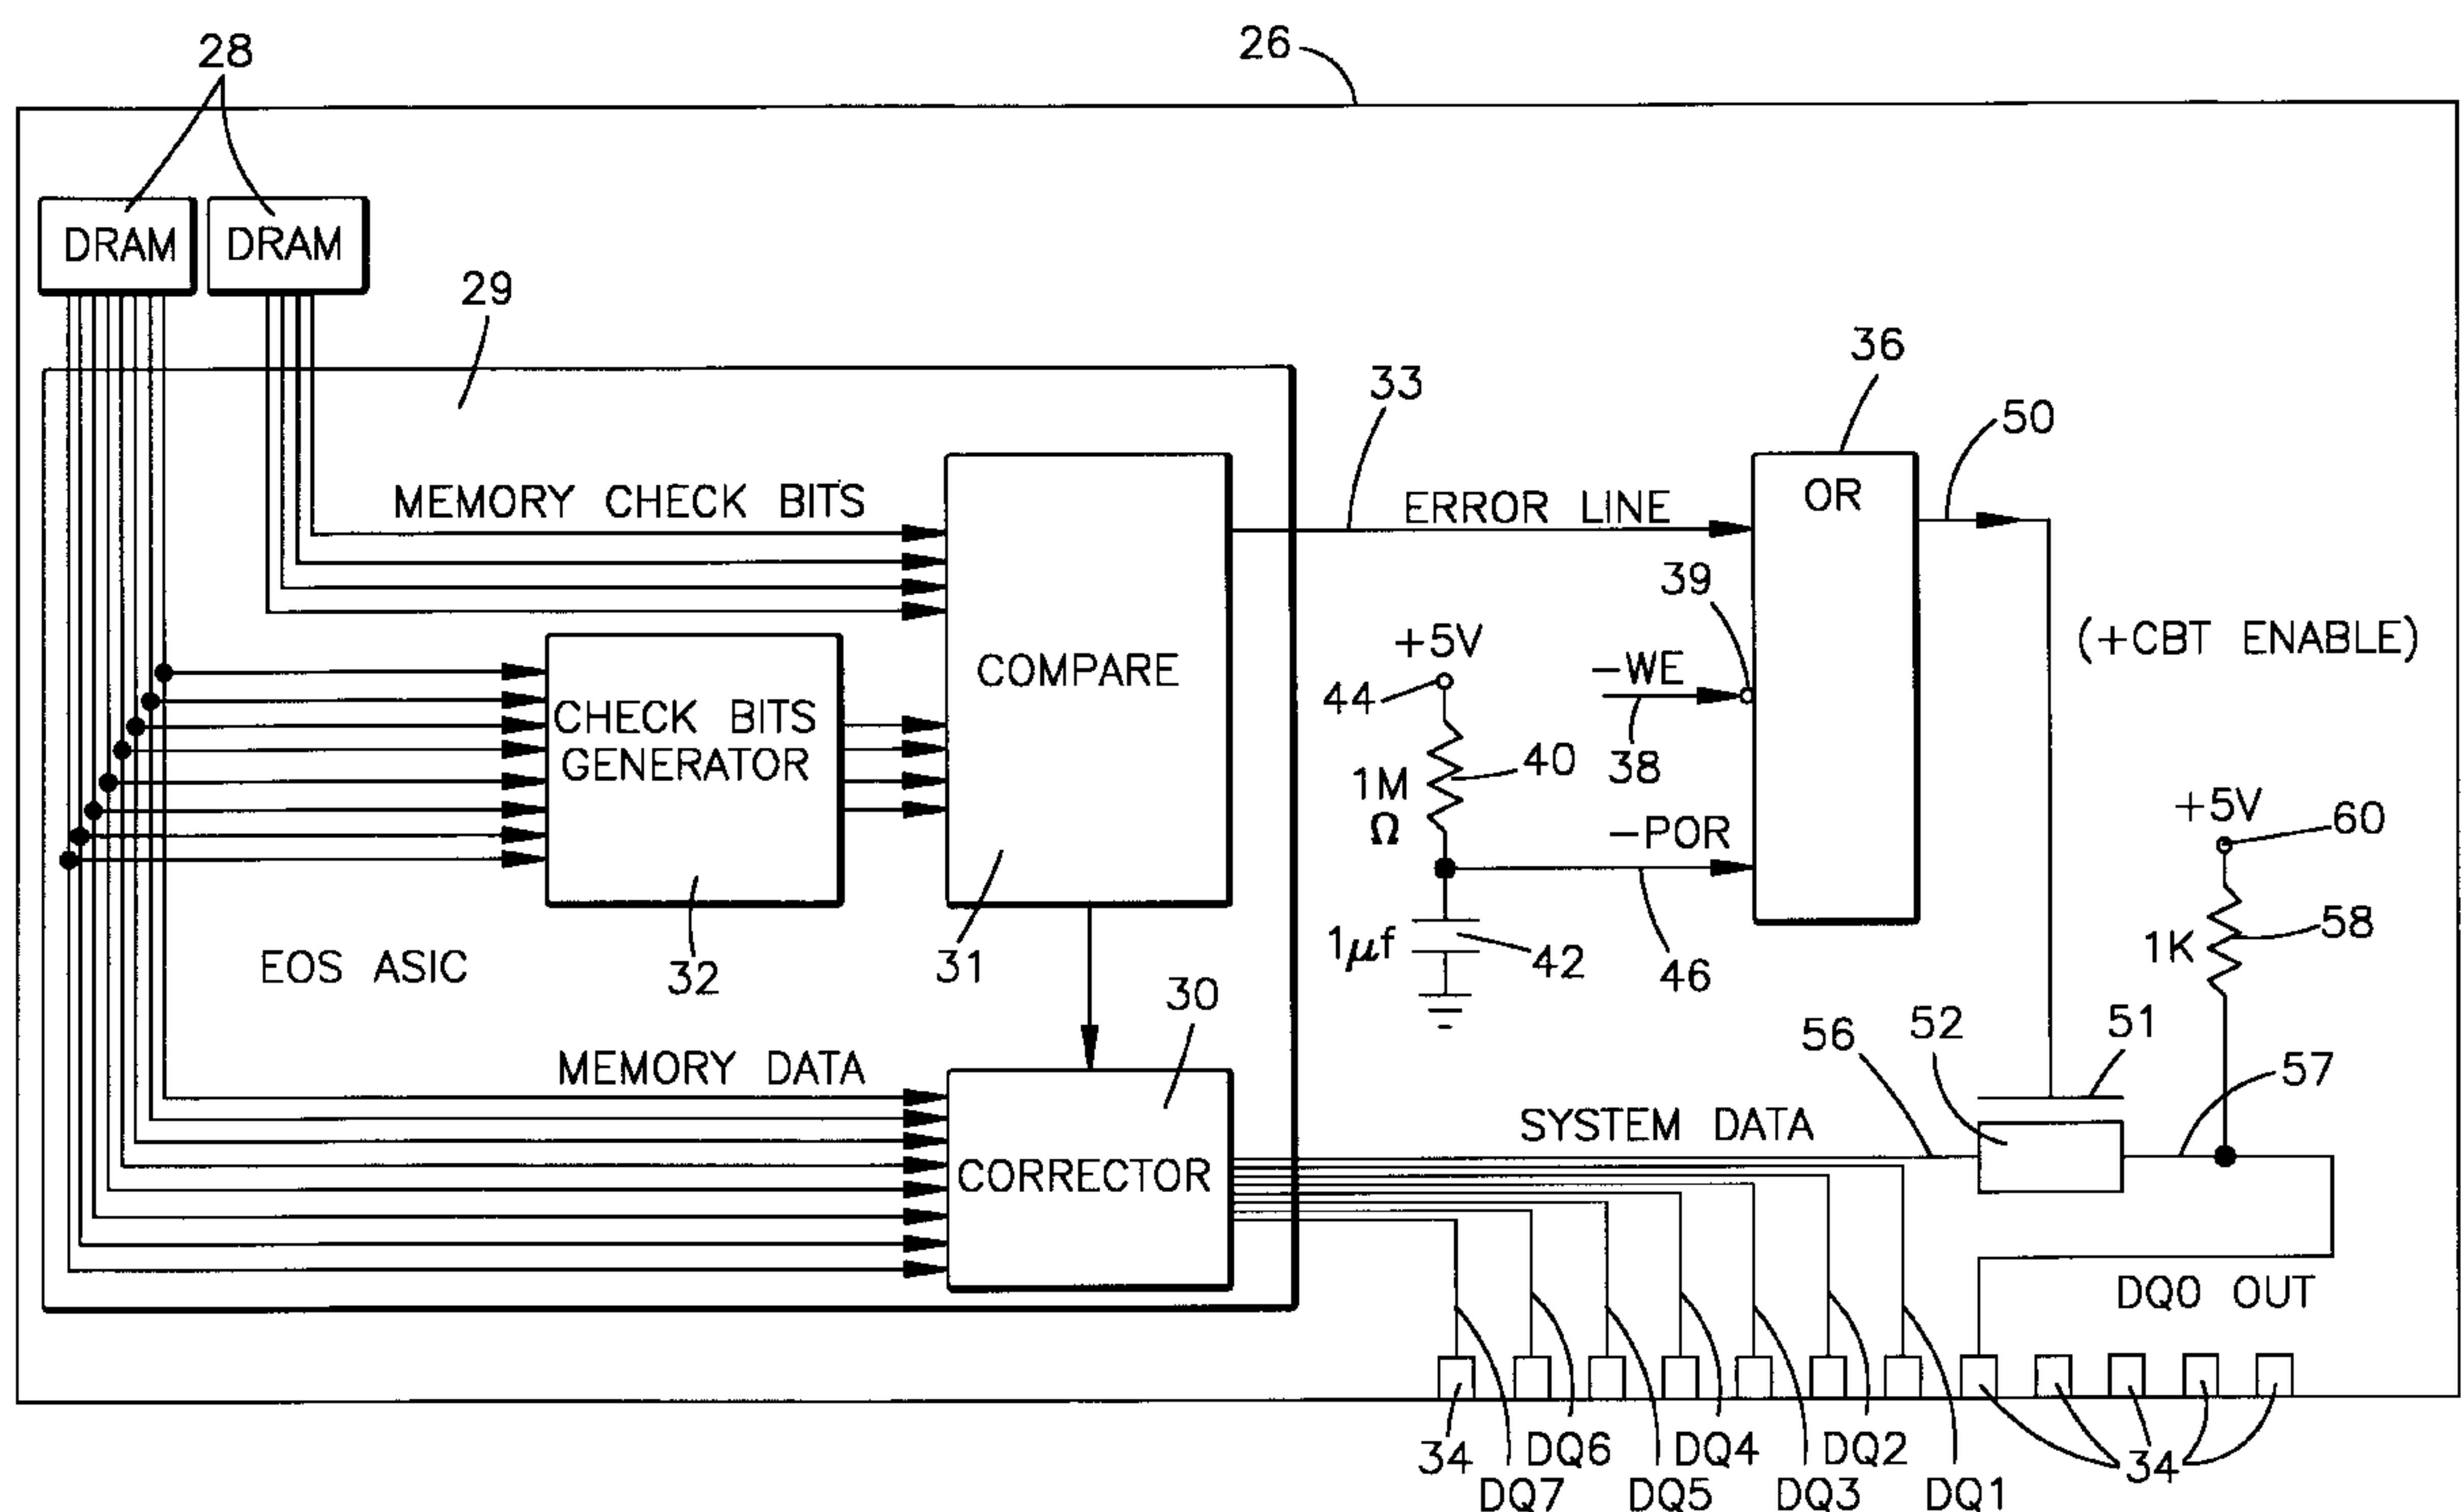 28
26
DRAM
DRAM
29
36
33
50
MEMORY CHECK BITS
ERROR LINE
OR
39
+5V
-WE
(+CBT ENABLE)
COMPARE
44
CHECK BITS
GENERATOR
40
38
1M
Ω
-POR
+5V
60
58
1K
1μf
42
46
EOS ASIC
32
31
30
56
52
51
57
MEMORY DATA
SYSTEM DATA
CORRECTOR
DQ0 OUT
34
DQ6
DQ4
DQ2
34
DQ7
DQ5
DQ3
DQ1